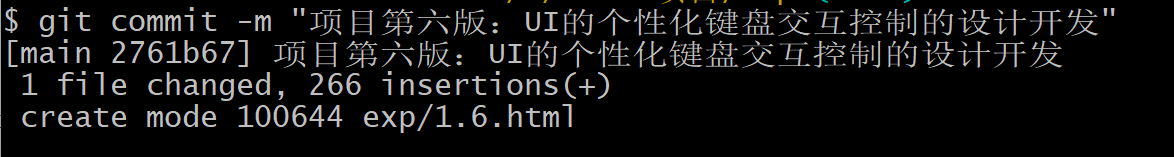 $ git commit -m "项目第六版：UI的个性化键盘交互控制的设计开发"
[main 2761b67] 项目第六版：UI的个性化键盘交互控制的设计开发
1 file changed, 266 insertions(+)
create mode 100644 exp/1.6.html